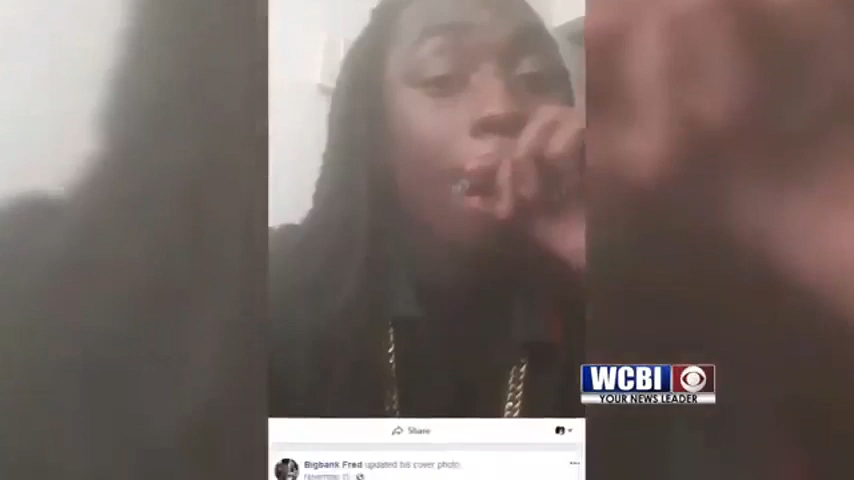 WCBI
YOUR NEWS LEADER
Share
Bigbank Fred updated his cover photo.